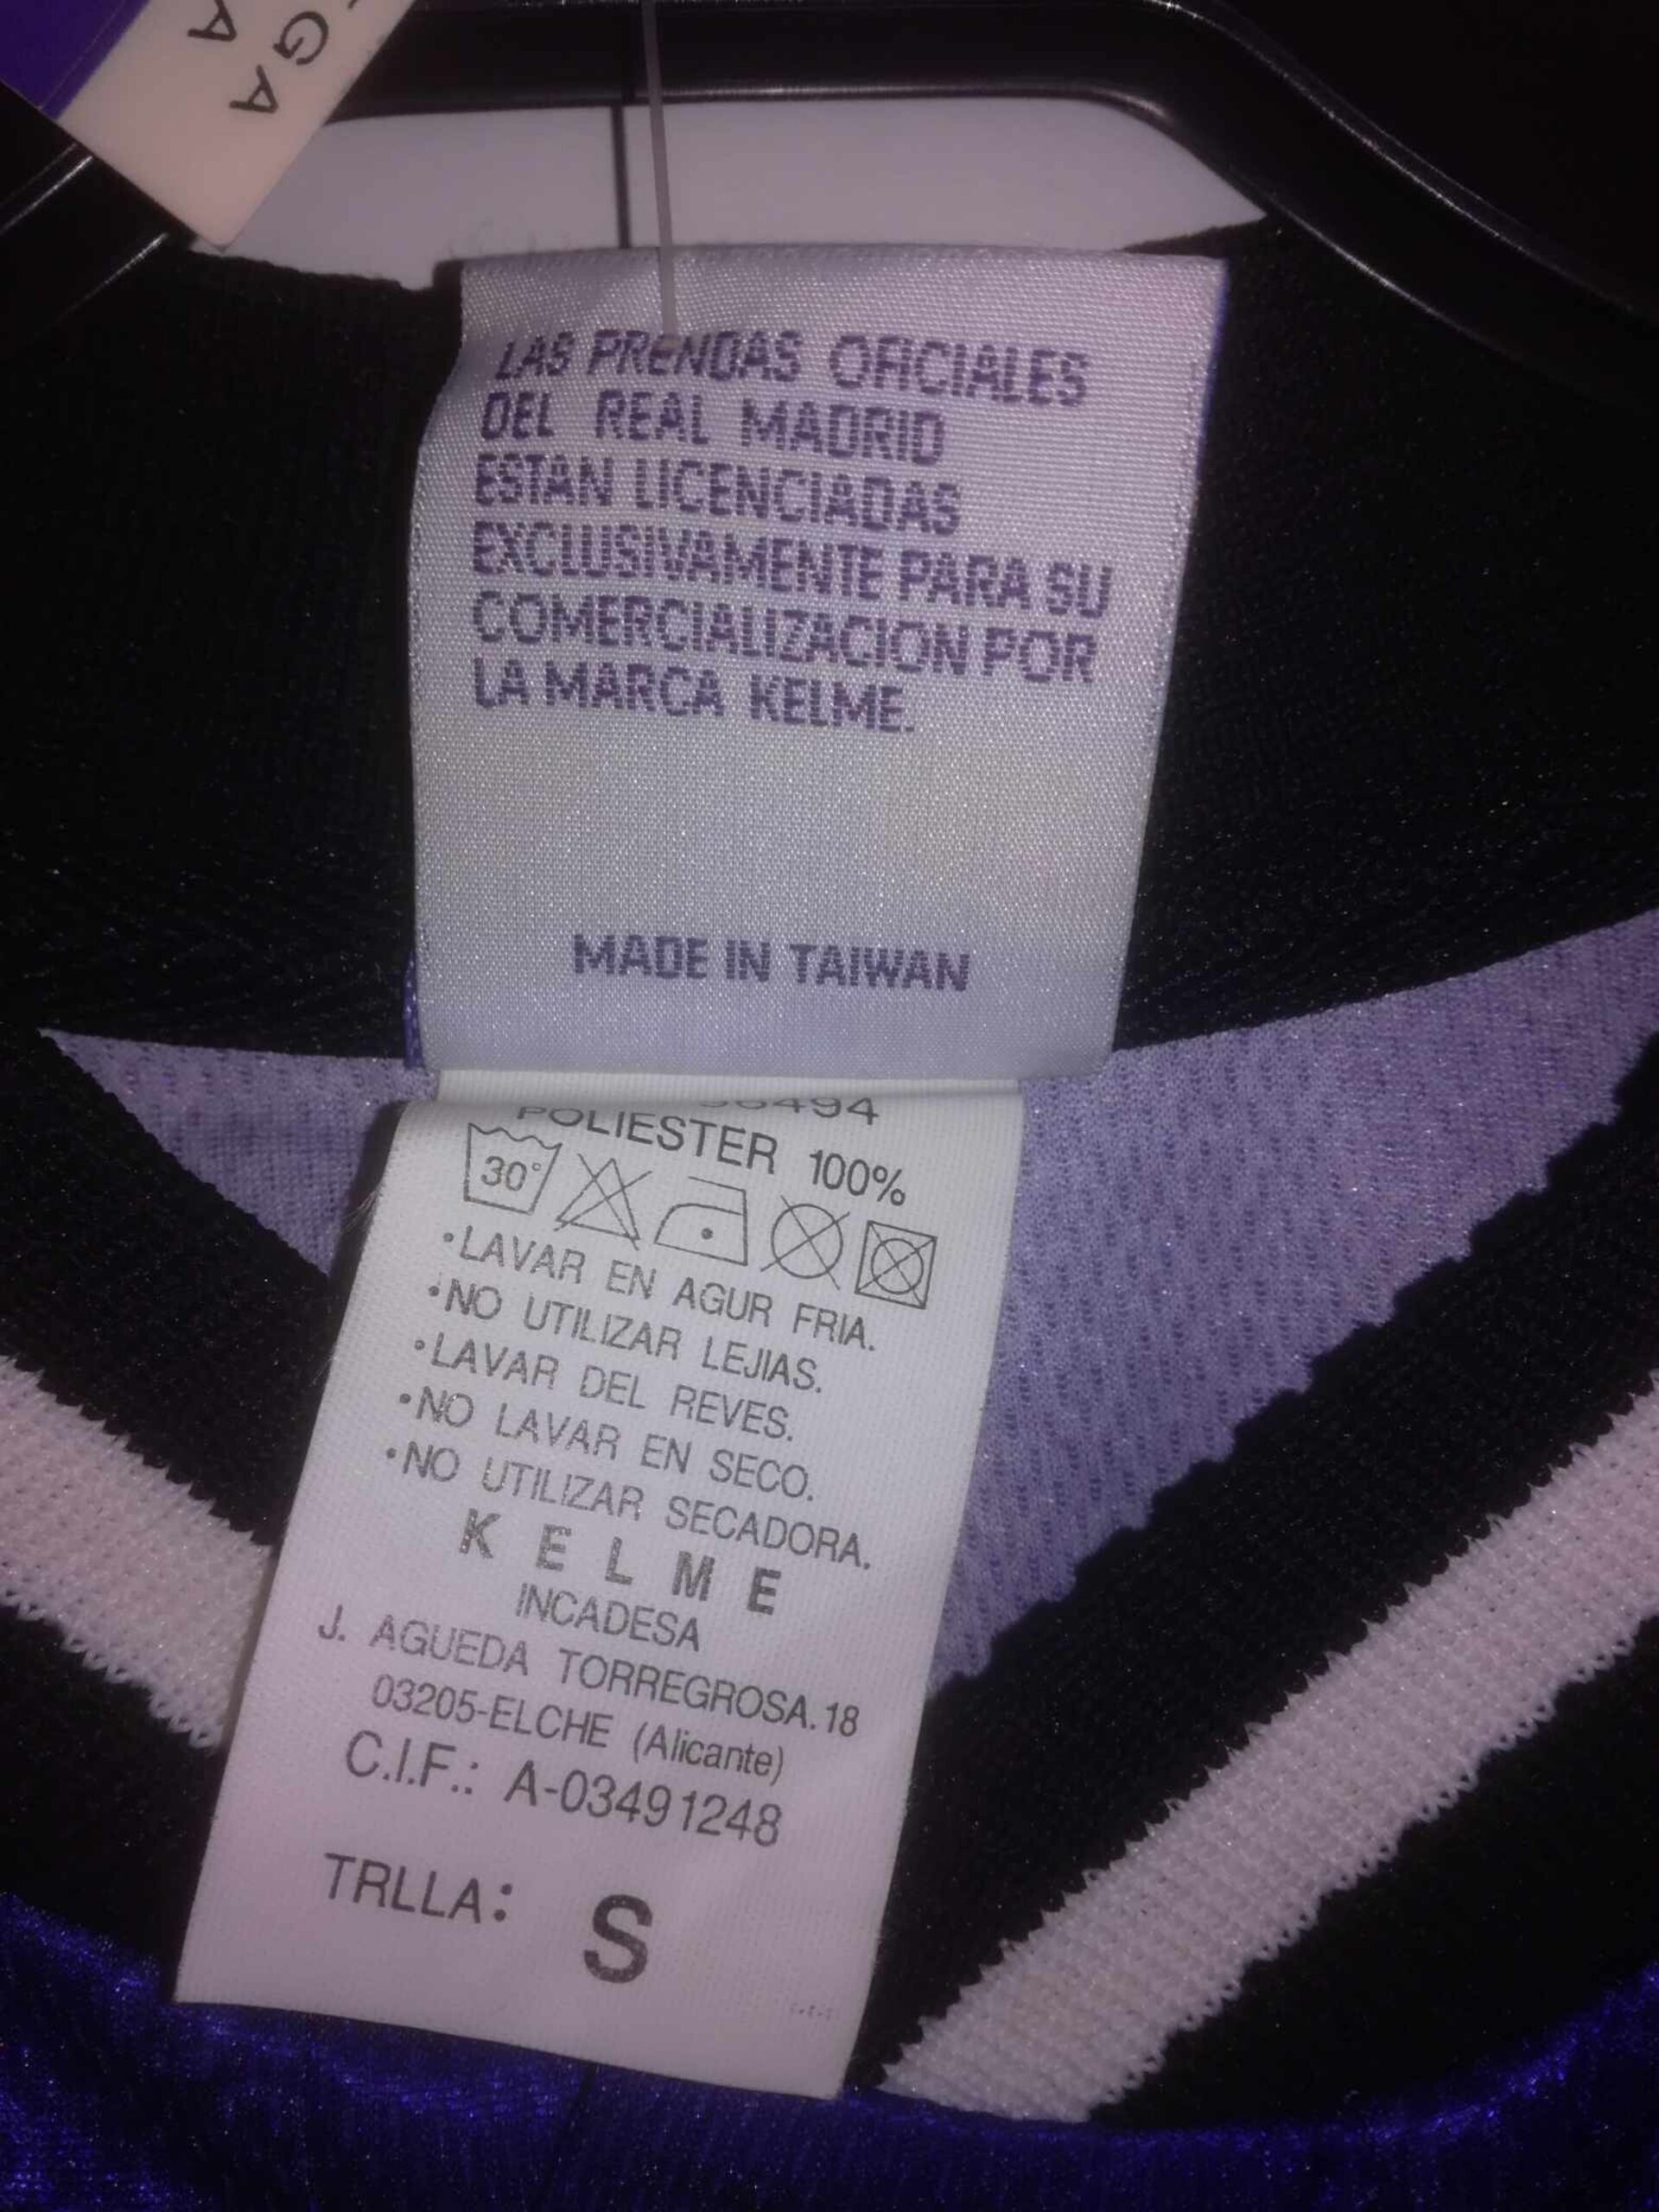 GA
A
LAS PRENDAS OFICIALES
DEL REAL MADRID
ESTAN LICENCIADAS
EXCLUSIVAMENTE PARA SU
COMERCIALIZACION POR
LA MARCA KELME.
MADE IN TAIWAN
494
POLIESTER 100%
30°
•LAVAR EN AGUR FRIA.
•NO UTILIZAR LEJIAS.
•LAVAR DEL REVES.
•NO LAVAR EN SECO.
•NO UTILIZAR SECADORA.
K E L M E
INCADESA
J. AGUEDA TORREGROSA.18
03205-ELCHE (Alicante)
C.I.F.: A-03491248
TRLLA: S